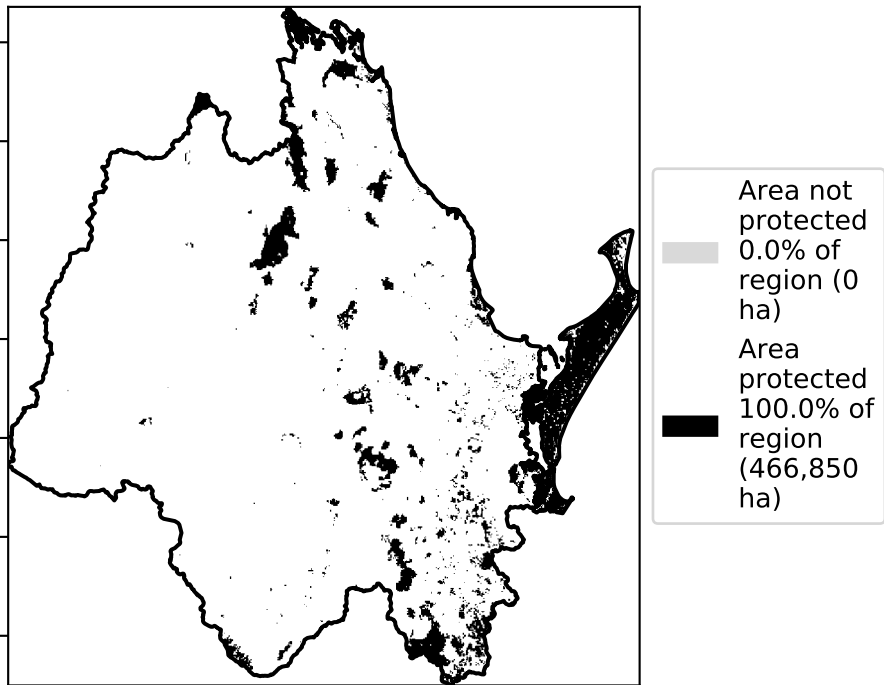 Area not
protected
0.0% of
region (0
ha)
Area
protected
100.0% of
region
(466,850
ha)